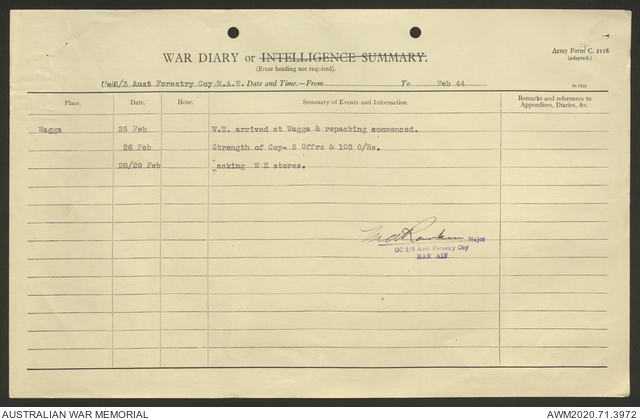 WAR DIARY or INTELLIGENCE SUMMARY.
Army Form C. 2118
(adapted.)
(Erase heading not required).
Unit 2/3 Aust Forestry Coy R.A.E. Date and Time.—From To Feb 44
Place. Date. Hour. Summary of Events and Information. Remarks and references to
Appendices, Diaries, &c.
Wagga 25 Feb W.E. arrived at Wagga & repacking commenced.
26 Feb Strength of Coy- 5 Offrs & 105 O/Rs.
28/29 Feb acking W E stores.
Major
OC 2/3 Aust Forestry Coy
RAE AIF
AUSTRALIAN WAR MEMORIAL AWM2020.71.3972